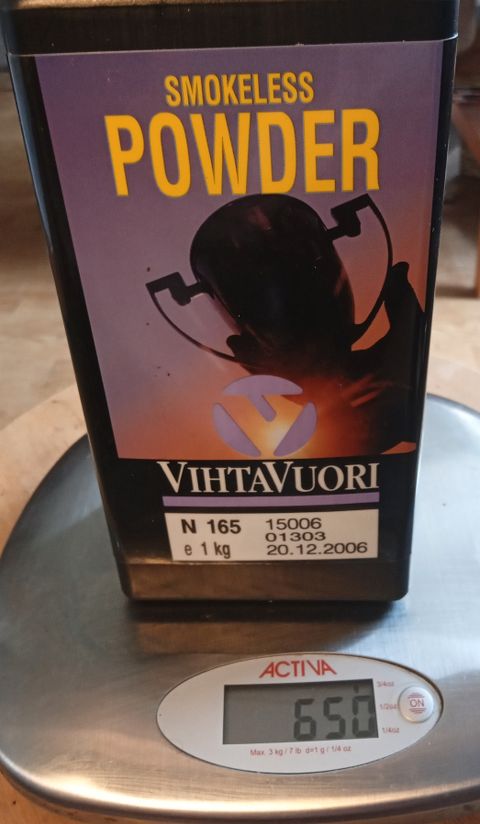 SMOKELESS
POWDER
VIHTAVUORI
N 165 15006
01303
e 1 kg 20.12.2006
ACTIVA
3/4oz
ON
1/2oz
650
1/4oz
Max. 3 kg / 7 lb d=1 g / 1/4 oz